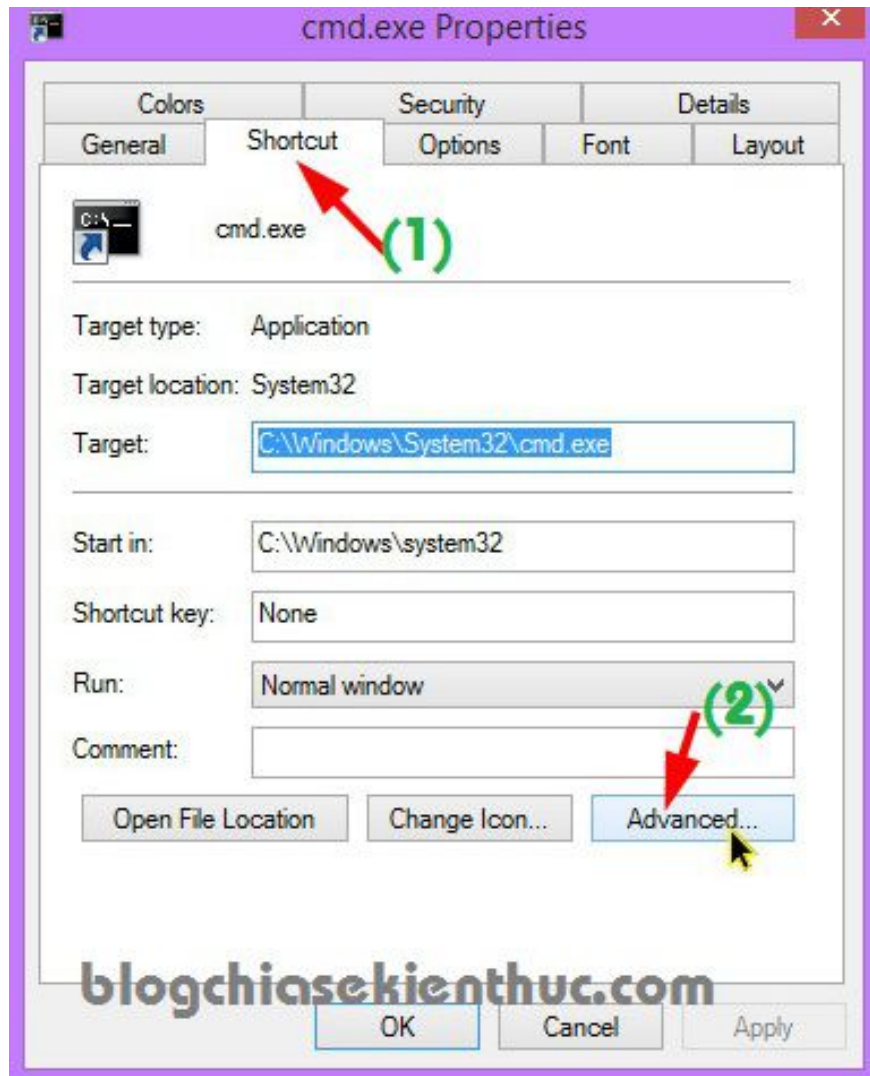 cmd.exe Properties
Colors Security Details
General Shortcut Options Font Layout
C:\
cmd.exe
(1)
Target type: Application
Target location: System32
Target: C:\Windows\System32\cmd.exe
Start in: C:\Windows\system32
Shortcut key: None
Run: Normal window
(2)
Comment:
Open File Location Change Icon... Advanced...
blogchiasekienthuc.com
OK Cancel Apply